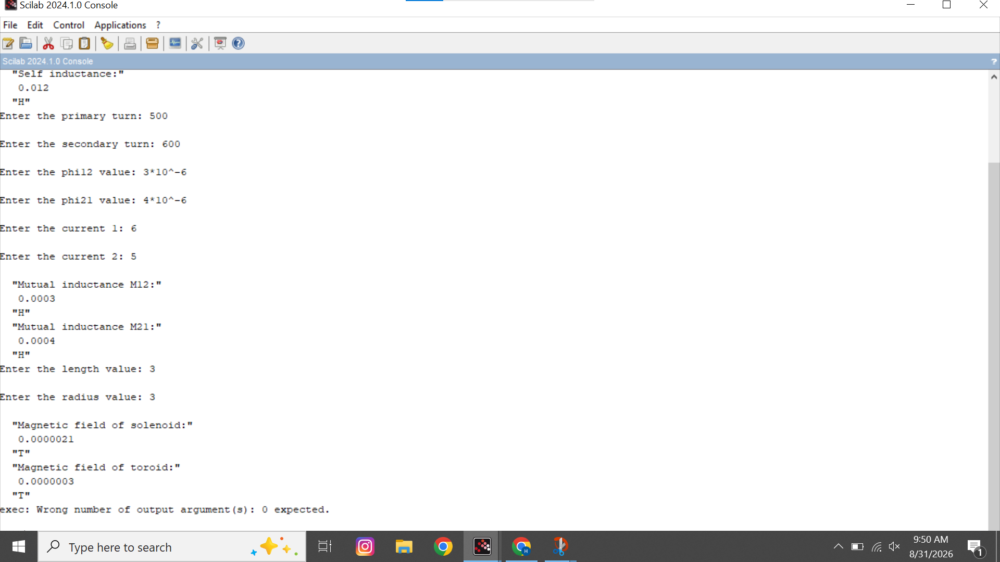 Scilab 2024.1.0 Console
File Edit Control Applications ?
Scilab 2024.1.0 Console ?
"Self inductance:"
0.012
"H"
Enter the primary turn: 500
Enter the secondary turn: 600
Enter the phi12 value: 3*10^-6
Enter the phi21 value: 4*10^-6
Enter the current 1: 6
Enter the current 2: 5
"Mutual inductance M12:"
0.0003
"H"
"Mutual inductance M21:"
0.0004
"H"
Enter the length value: 3
Enter the radius value: 3
"Magnetic field of solenoid:"
0.0000021
"T"
"Magnetic field of toroid:"
0.0000003
"T"
exec: Wrong number of output argument(s): 0 expected.
Type here to search
H
9:50 AM
8/31/2026
1